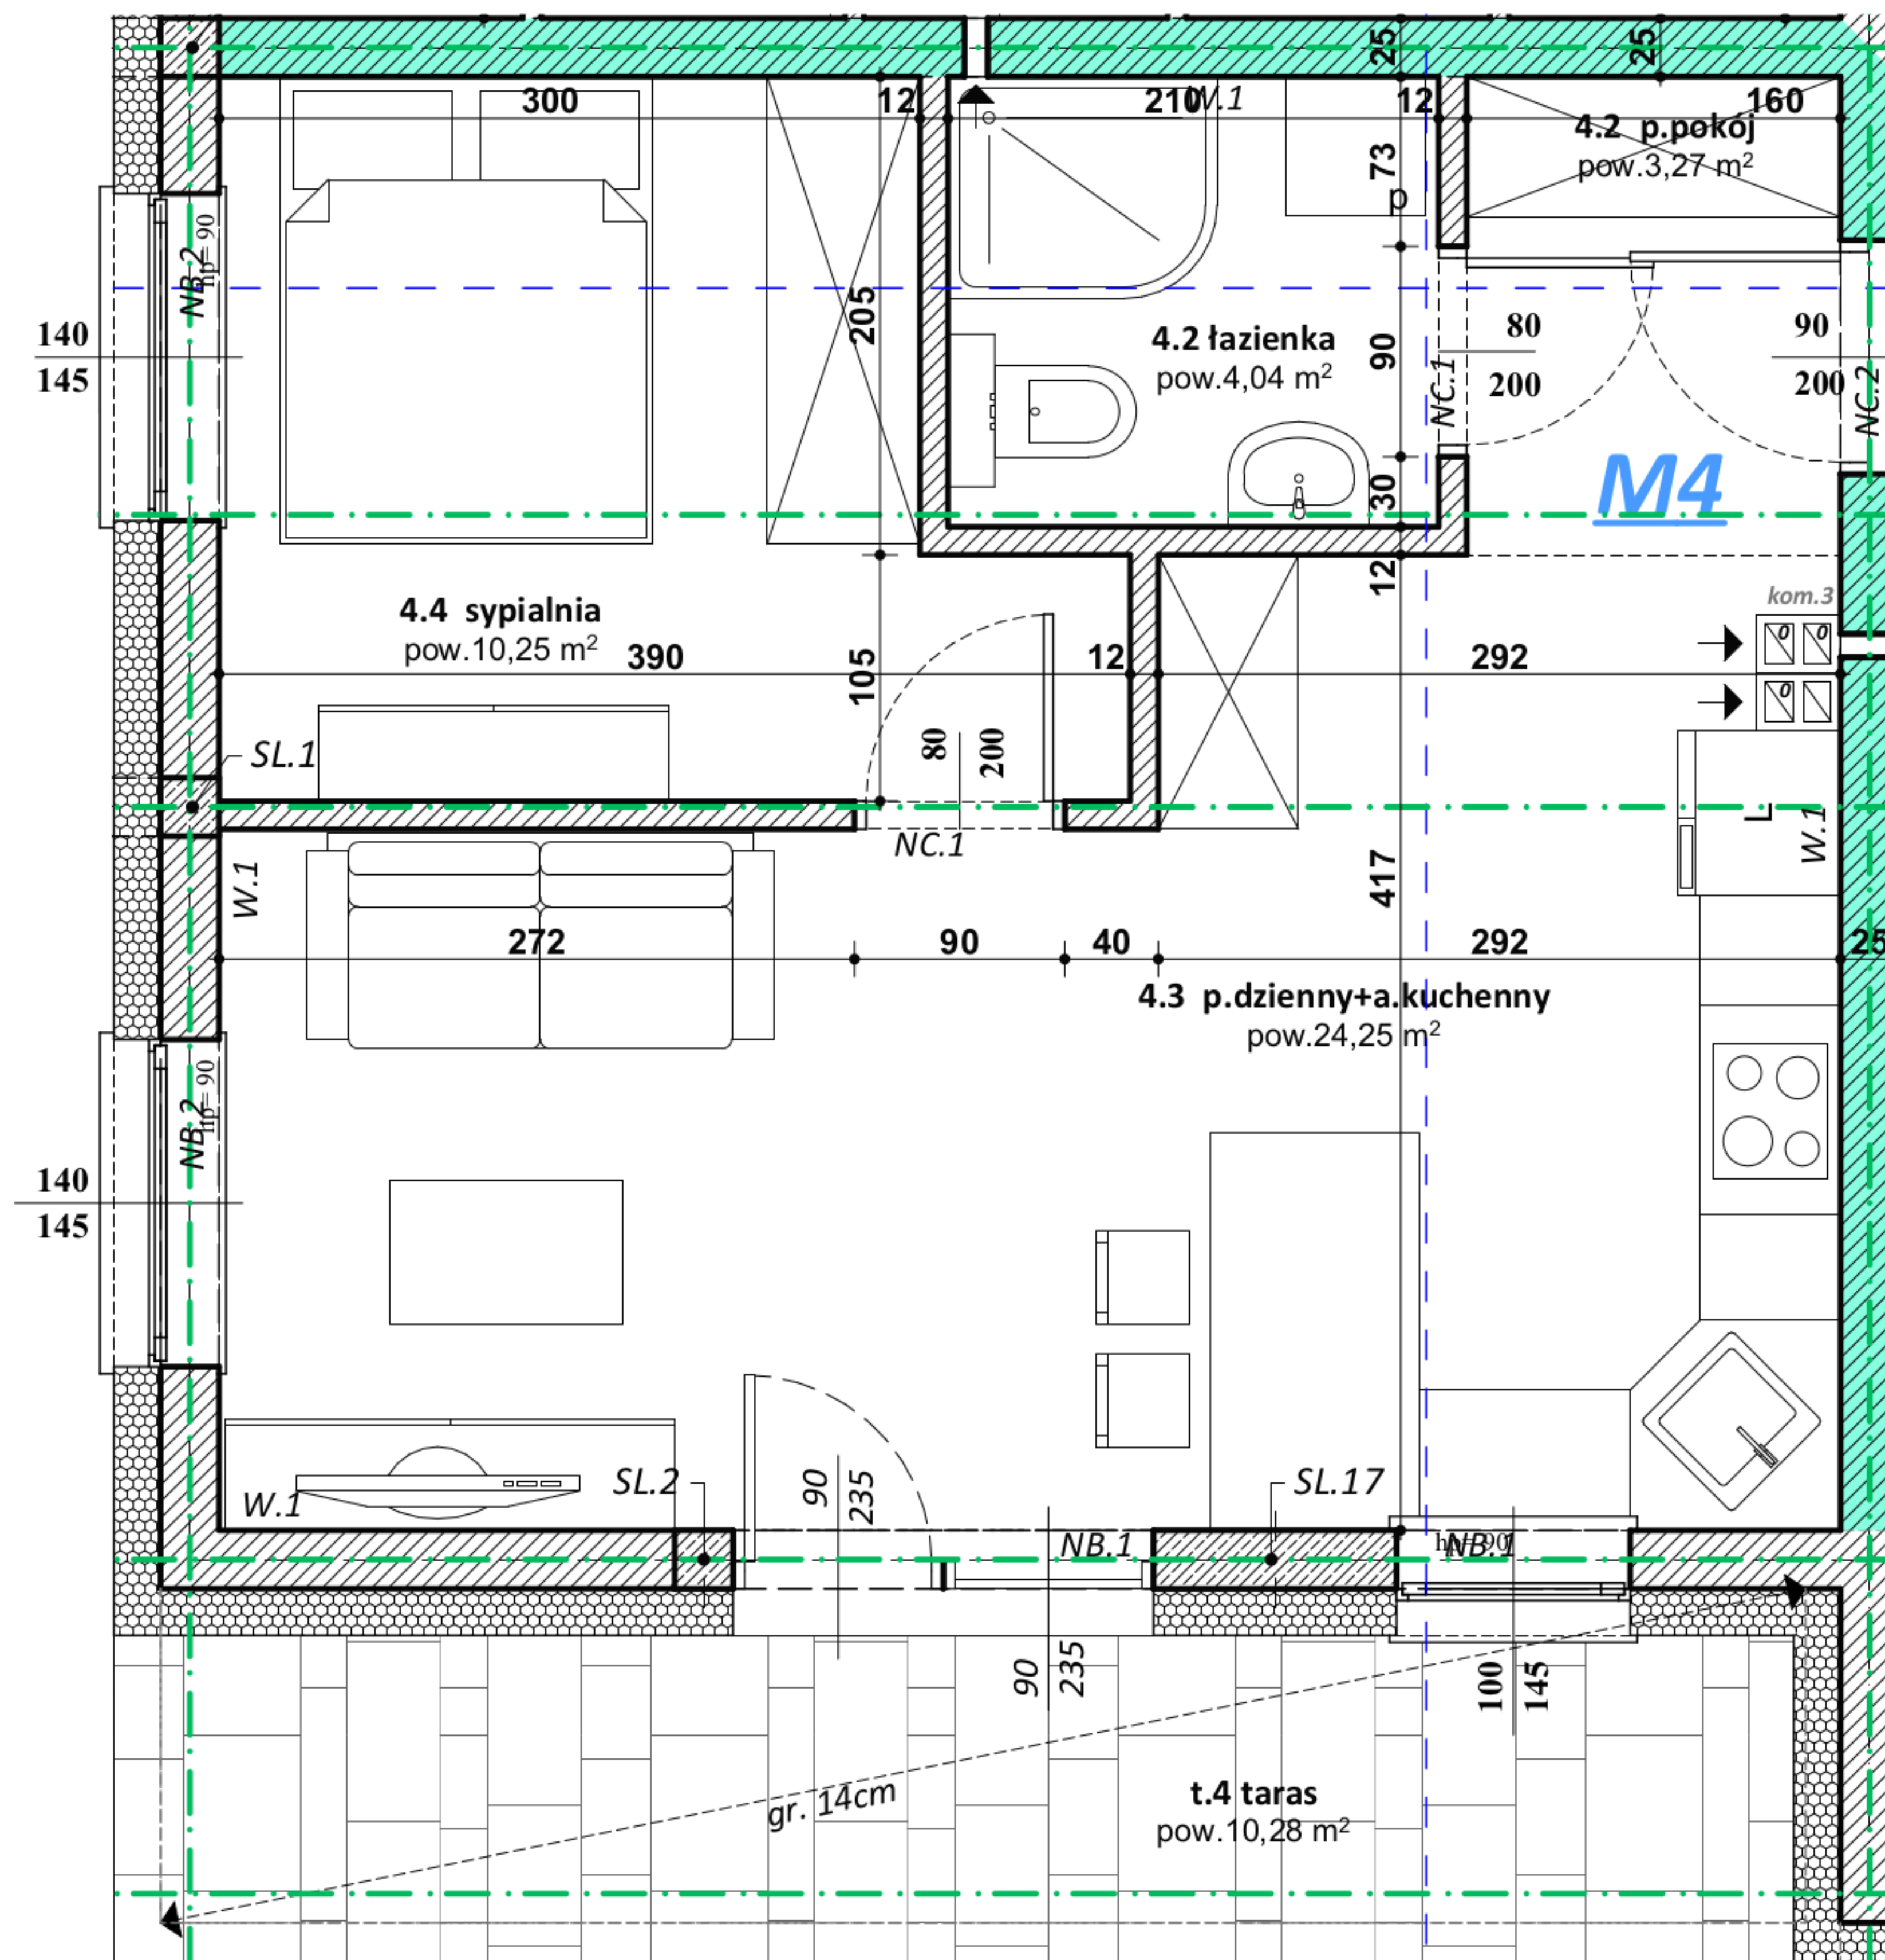 25
25
300
12
210
W.1
12
160
4.2 p.pokój
pow.3,27 m²
73
p
NB.2
hp= 90
140
145
205
4.2 łazienka
pow.4,04 m²
90
NC.1
80
200
90
200
NC.2
30
M4
12
kom.3
0
0
0
4.4 sypialnia
pow.10,25 m²
390
105
12
292
80
200
SL.1
NC.1
W.1
417
L
W.1
272
90
40
292
25
4.3 p.dzienny+a.kuchenny
pow.24,25 m²
NB.2
hp= 90
140
145
W.1
SL.2
90
235
SL.17
NB.1
hp= 90
NB.1
90
235
100
145
gr. 14cm
t.4 taras
pow.10,28 m²